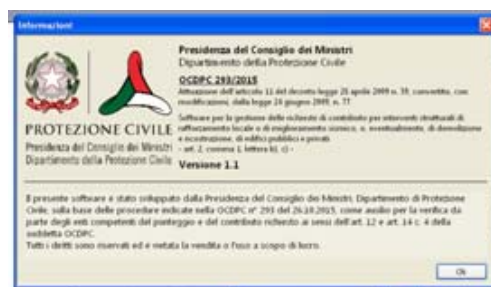 Informazioni
Presidenza del Consiglio dei Ministri
Dipartimento della Protezione Civile
OCDPC 293/2015
Attuazione dell'articolo 11 del decreto legge 28 aprile 2009 n. 39, convertito, con
modificazioni, dalla legge 24 giugno 2009, n. 77
Software per la gestione delle richieste di contributo per interventi strutturali di
rafforzamento locale o di miglioramento sismico, o, eventualmente, di demolizione
e ricostruzione, di edifici pubblici e privati
- art. 2, comma 1, lettere b), c) -
Versione 1.1
PROTEZIONE CIVILE
Presidenza del Consiglio dei Ministri
Dipartimento della Protezione Civile
Il presente software è stato sviluppato dalla Presidenza del Consiglio dei Ministri, Dipartimento di Protezione
Civile, sulla base delle procedure indicate nella OCDPC n° 293 del 26.10.2015, come ausilio per la verifica da
parte degli enti competenti del punteggio e del contributo richiesto ai sensi dell'art. 12 e art. 14 c. 4 della
suddetta OCDPC.
Tutti i diritti sono riservati ed è vietata la vendita o l'uso a scopo di lucro.
Ok